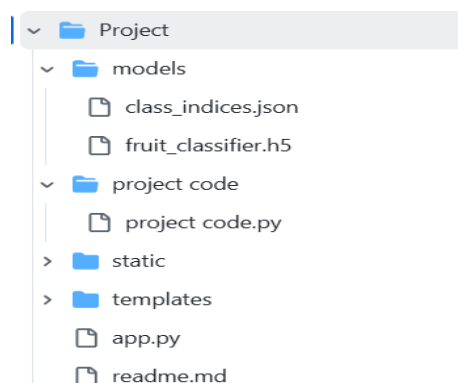 Project
models
class_indices.json
fruit_classifier.h5
project code
project code.py
static
templates
app.py
readme.md